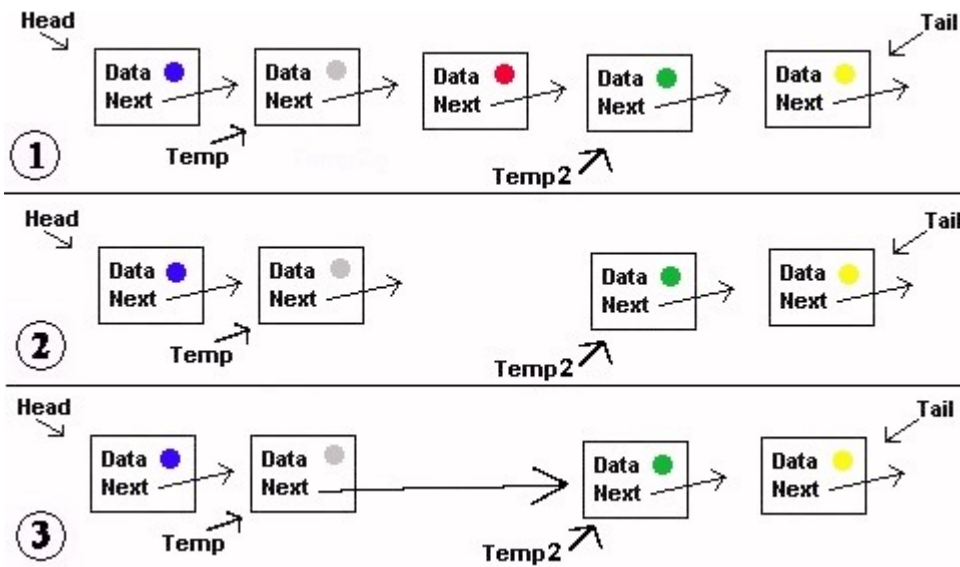 Head
Tail
Data Data Data Data Data
Next Next Next Next Next
1
Temp
Temp2
Head
Tail
Data Data Data Data
Next Next Next Next
2
Temp
Temp2
Head
Tail
Data Data Data Data
Next Next Next Next
3
Temp
Temp2